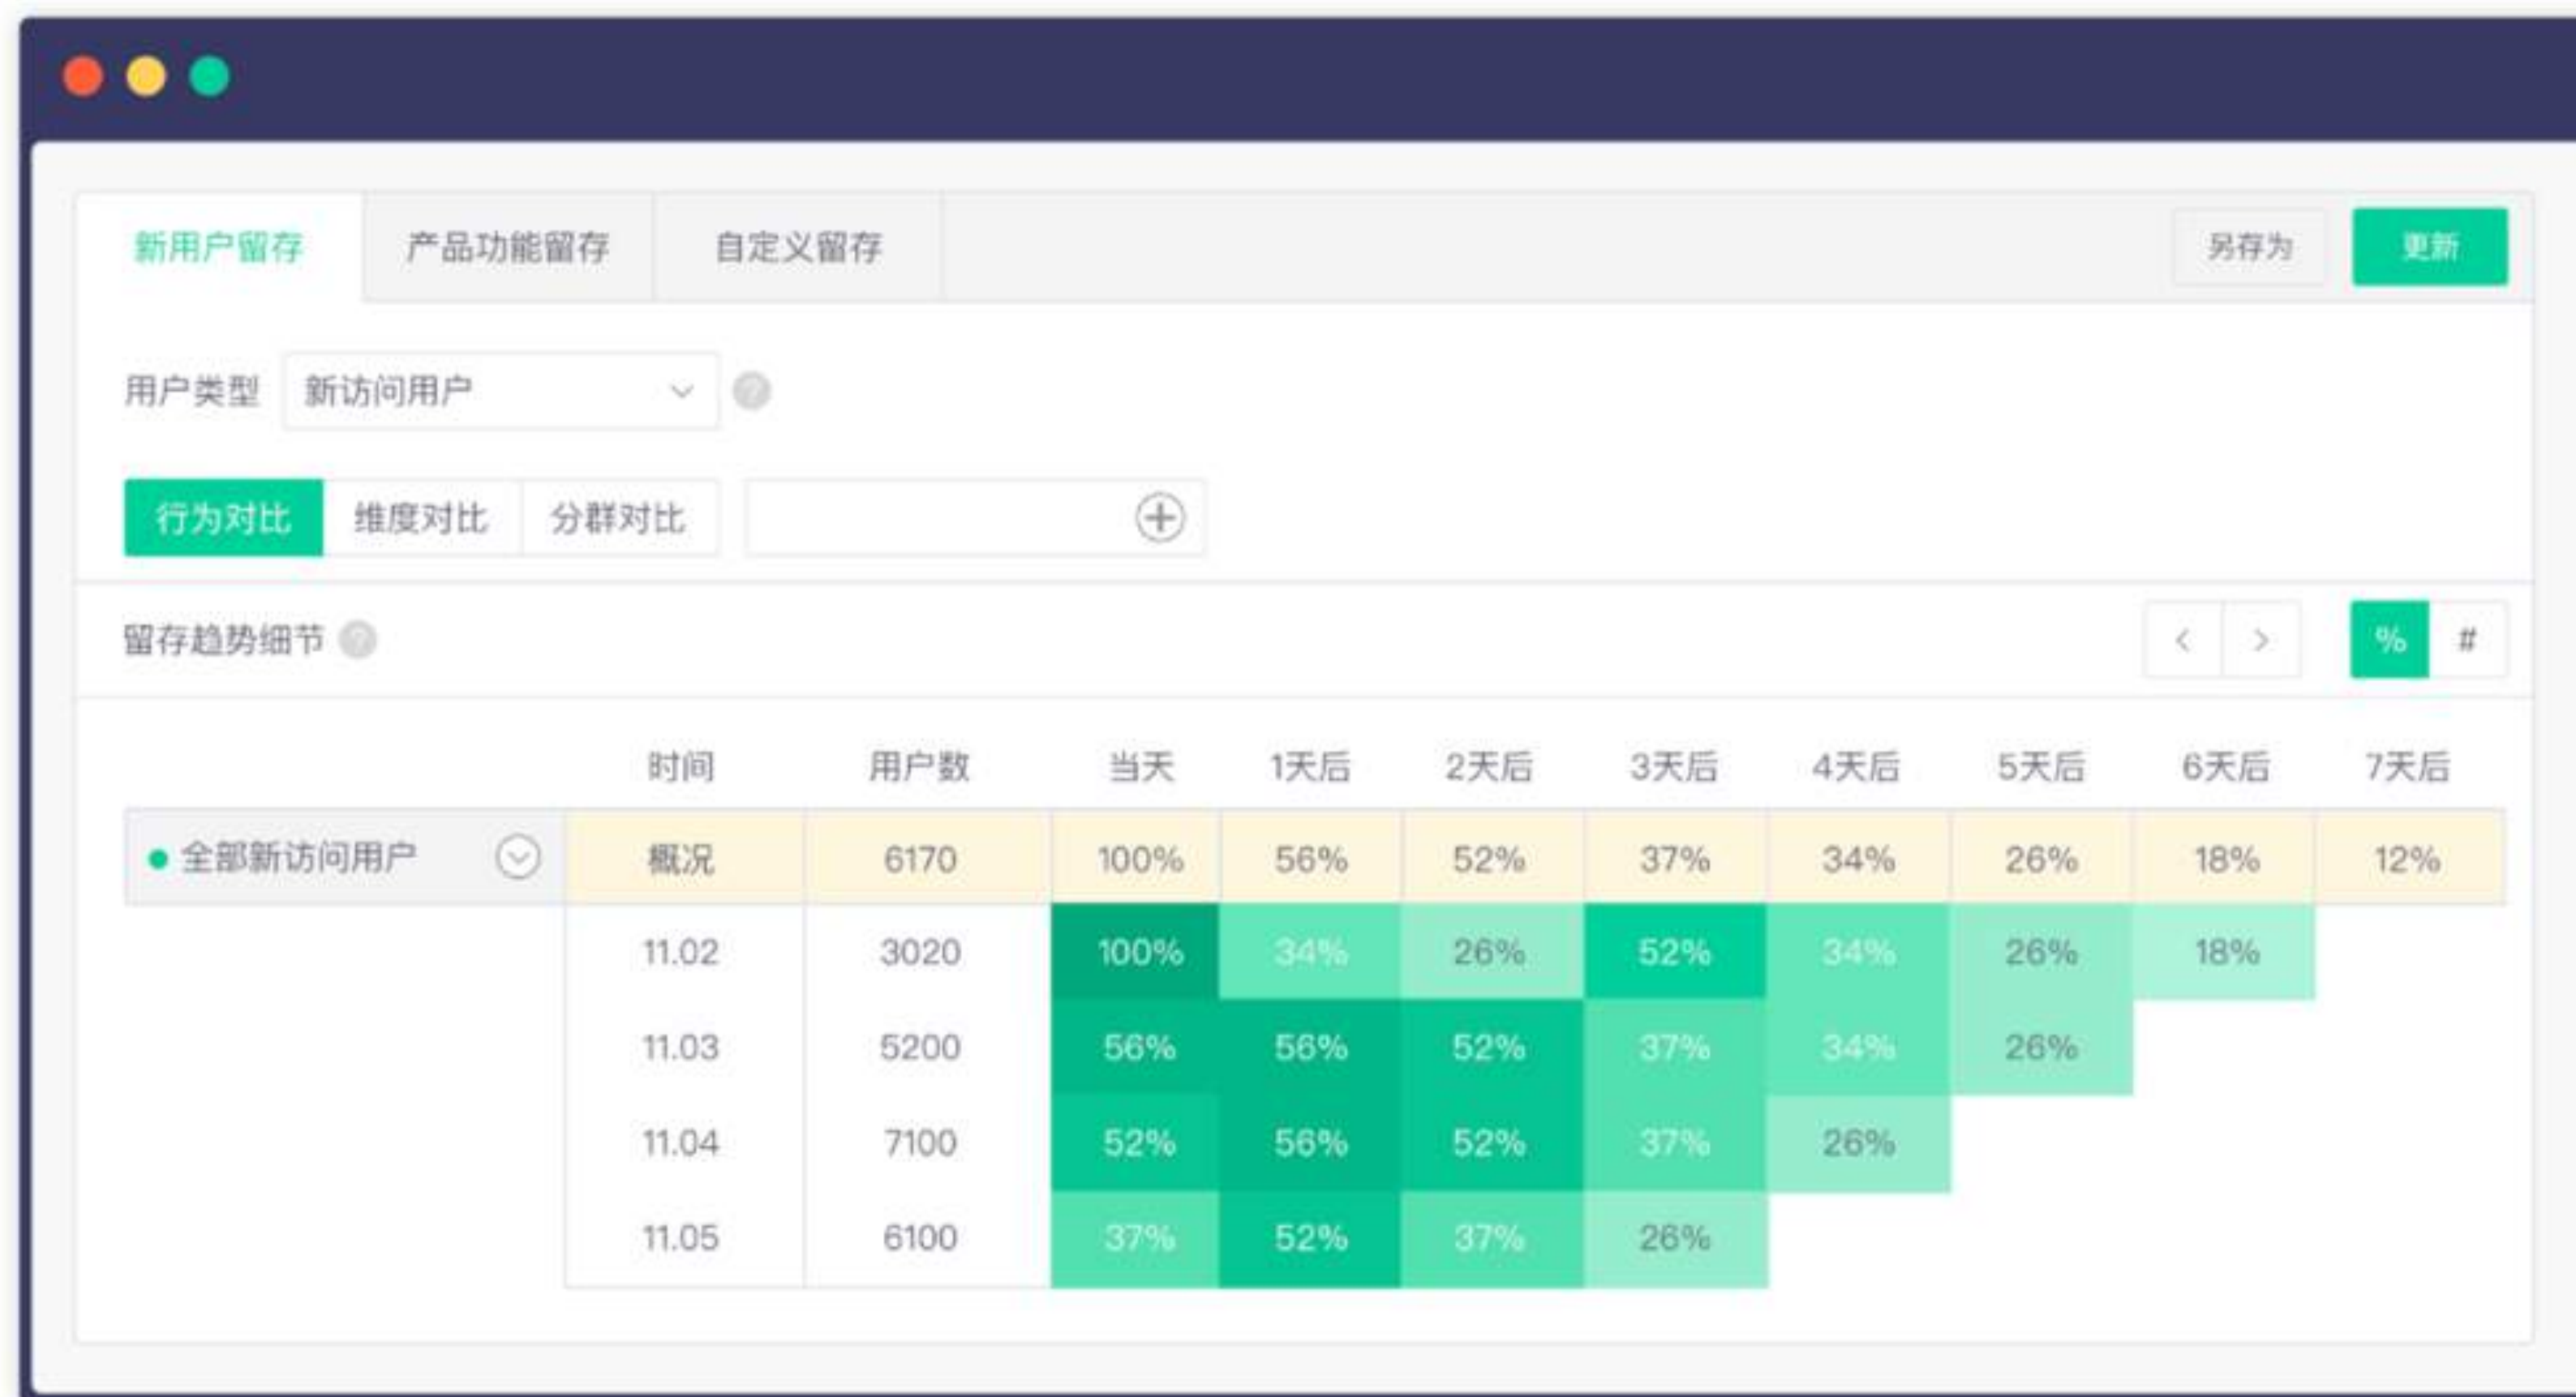 新用户留存 产品功能留存 自定义留存 另存为 更新
用户类型 新访问用户 ?
行为对比 维度对比 分群对比
留存趋势细节 ? < > % #
时间 用户数 当天 1天后 2天后 3天后 4天后 5天后 6天后 7天后
全部新访问用户 概况 6170 100% 56% 52% 37% 34% 26% 18% 12%
11.02 3020 100% 34% 26% 52% 34% 26% 18%
11.03 5200 56% 56% 52% 37% 34% 26%
11.04 7100 52% 56% 52% 37% 26%
11.05 6100 37% 52% 37% 26%